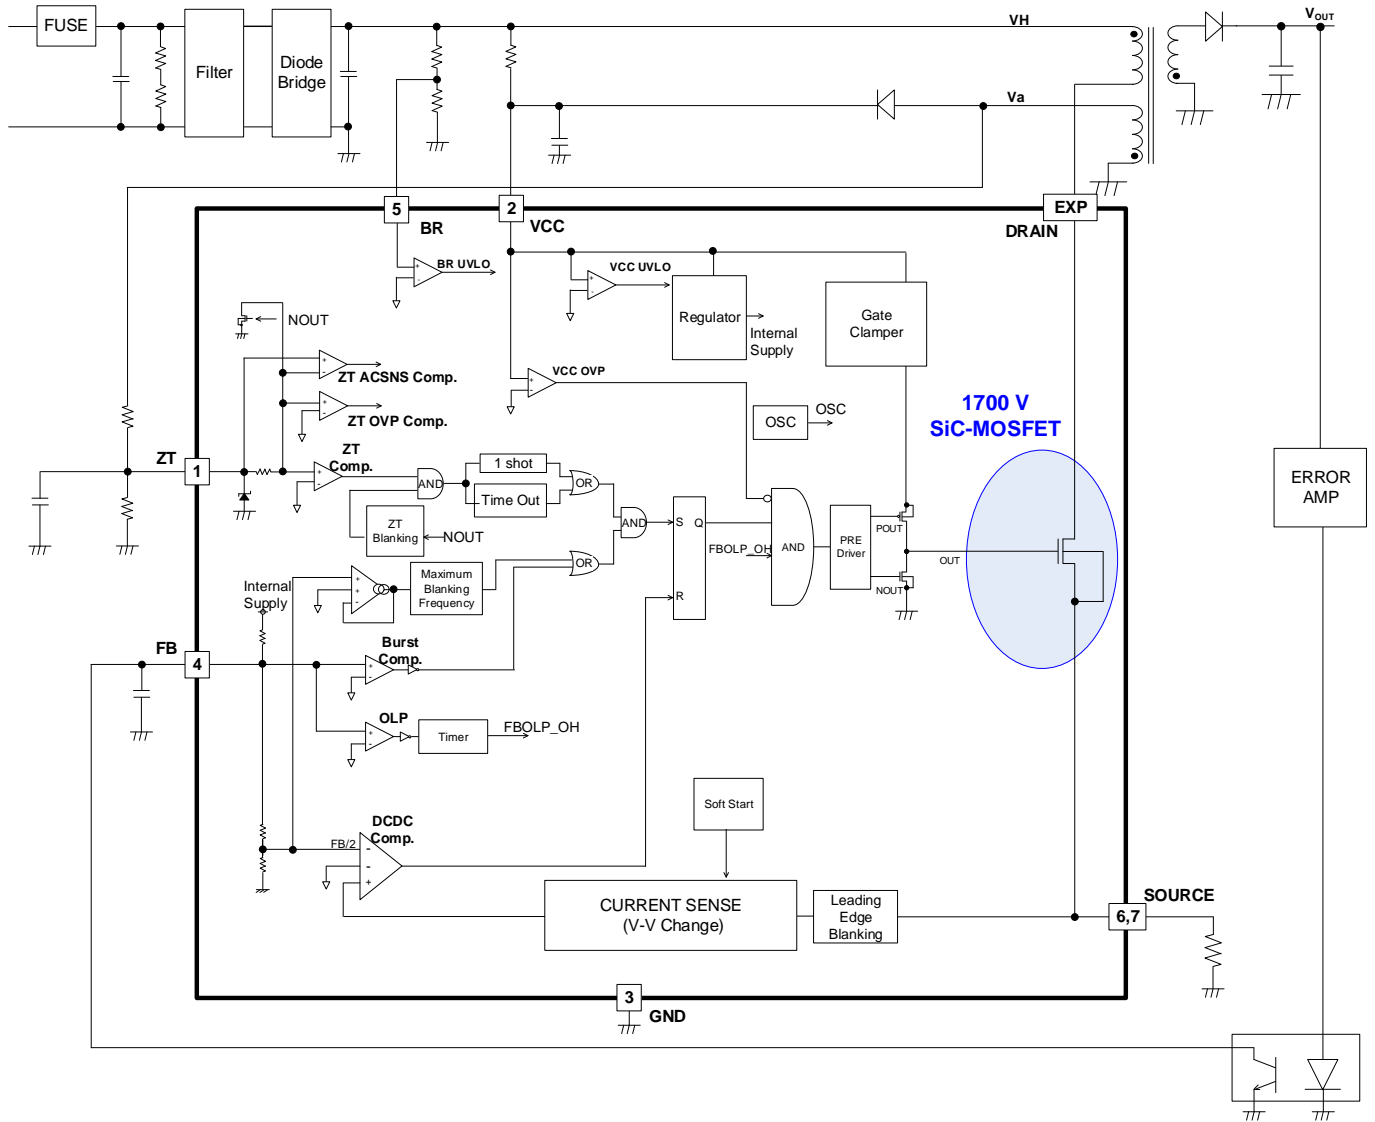 FUSE
Filter
Diode
Bridge
VH
VOUT
Va
5
BR
2
VCC
EXP
DRAIN
BR UVLO
VCC UVLO
Regulator
Internal
Supply
Gate
Clamper
NOUT
ZT ACSNS Comp.
ZT OVP Comp.
VCC OVP
OSC
OSC
1700 V
SiC-MOSFET
ZT
1
ZT
Comp.
AND
1 shot
Time Out
OR
ZT
Blanking
NOUT
AND
S
Q
R
FBOLP_OH
AND
PRE
Driver
POUT
NOUT
OUT
ERROR
AMP
Internal
Supply
Maximum
Blanking
Frequency
OR
FB
4
Burst
Comp.
OLP
Timer
FBOLP_OH
Soft Start
DCDC
Comp.
FB/2
CURRENT SENSE
(V-V Change)
Leading
Edge
Blanking
SOURCE
6,7
3
GND